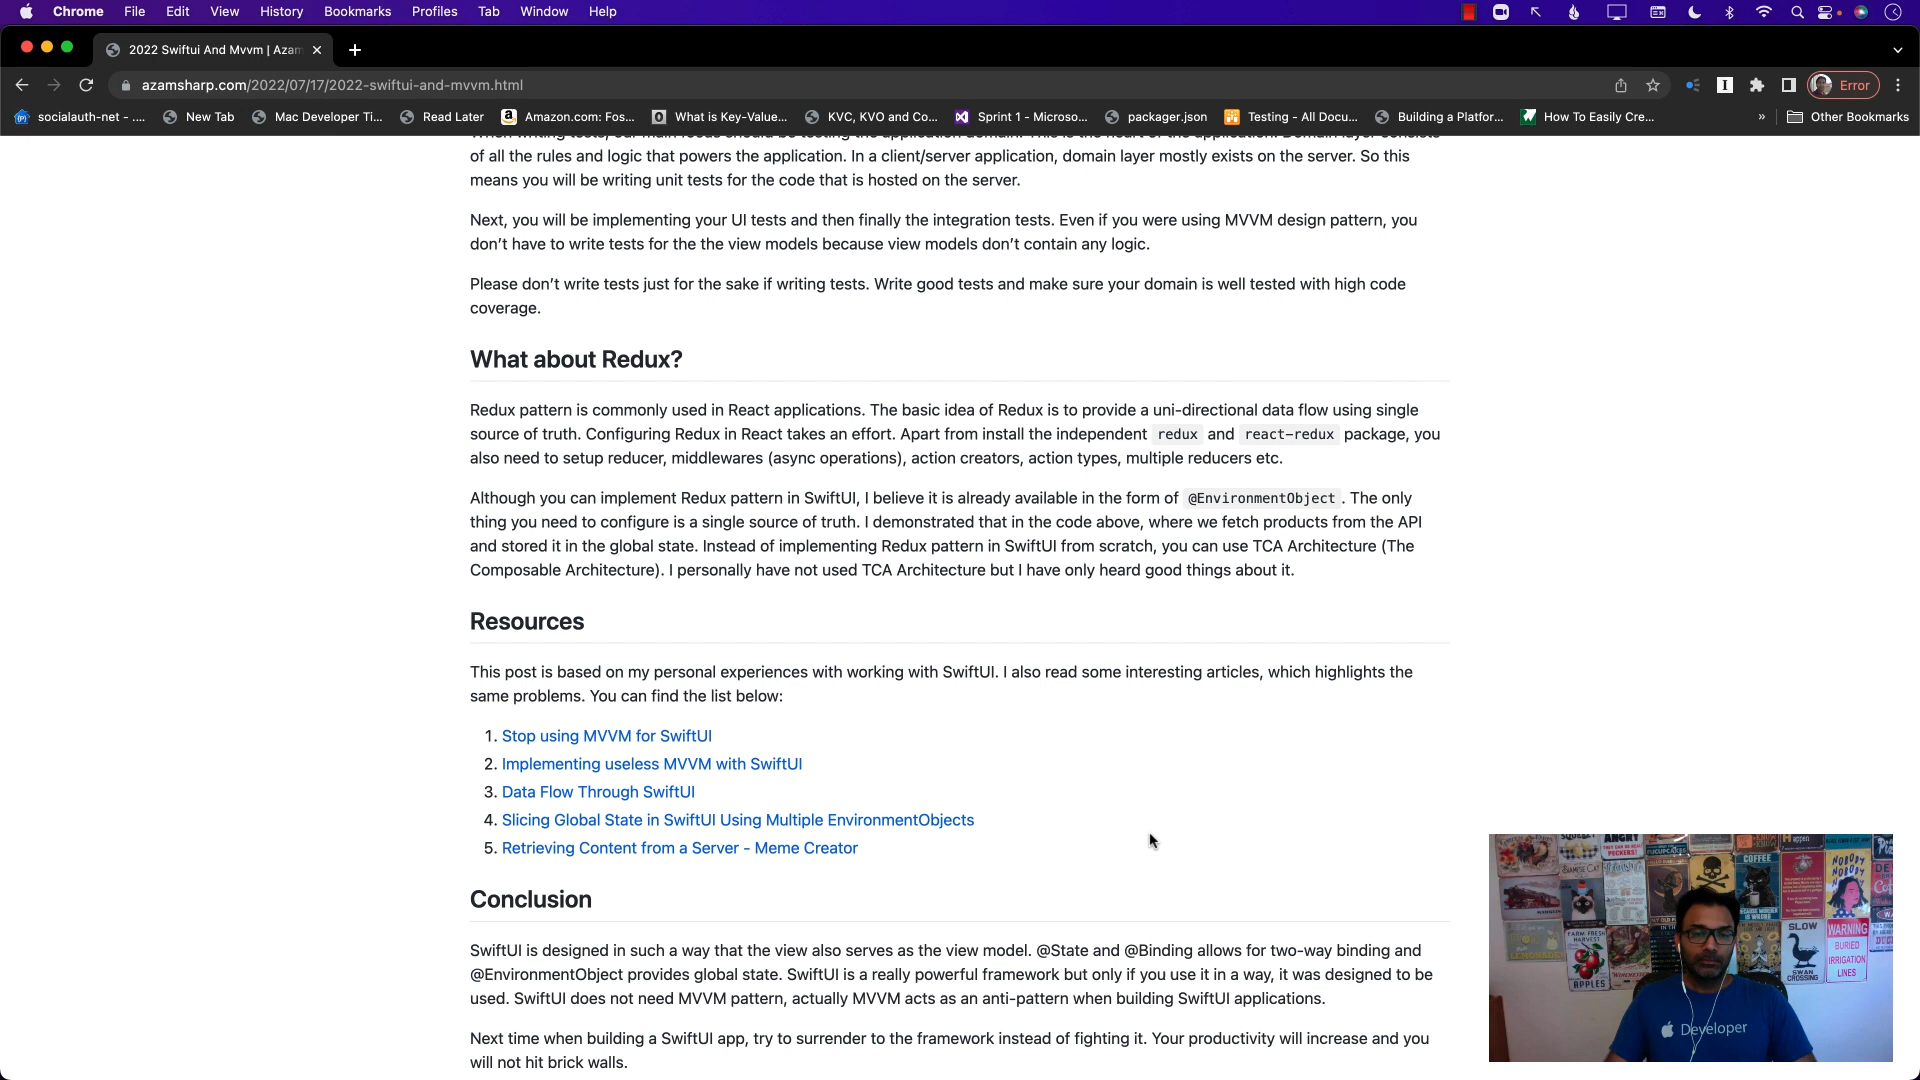 Chrome File Edit View History Bookmarks Profiles Tab Window Help
2022 Swiftui And Mvvm | Azam
azamsharp.com/2022/07/17/2022-swiftui-and-mvvm.html
Error
socialauth-net - .... New Tab Mac Developer Ti... Read Later Amazon.com: Fos... What is Key-Value... KVC, KVO and Co... Sprint 1 - Microso... packager.json Testing - All Docu... Building a Platfor... How To Easily Cre... » Other Bookmarks
When writing tests, our main focus should be testing the application domain. This is the heart of the application. Domain layer consists
of all the rules and logic that powers the application. In a client/server application, domain layer mostly exists on the server. So this
means you will be writing unit tests for the code that is hosted on the server.
Next, you will be implementing your UI tests and then finally the integration tests. Even if you were using MVVM design pattern, you
don’t have to write tests for the the view models because view models don’t contain any logic.
Please don’t write tests just for the sake if writing tests. Write good tests and make sure your domain is well tested with high code
coverage.
What about Redux?
Redux pattern is commonly used in React applications. The basic idea of Redux is to provide a uni-directional data flow using single
source of truth. Configuring Redux in React takes an effort. Apart from install the independent redux and react-redux package, you
also need to setup reducer, middlewares (async operations), action creators, action types, multiple reducers etc.
Although you can implement Redux pattern in SwiftUI, I believe it is already available in the form of @EnvironmentObject . The only
thing you need to configure is a single source of truth. I demonstrated that in the code above, where we fetch products from the API
and stored it in the global state. Instead of implementing Redux pattern in SwiftUI from scratch, you can use TCA Architecture (The
Composable Architecture). I personally have not used TCA Architecture but I have only heard good things about it.
Resources
This post is based on my personal experiences with working with SwiftUI. I also read some interesting articles, which highlights the
same problems. You can find the list below:
1. Stop using MVVM for SwiftUI
2. Implementing useless MVVM with SwiftUI
3. Data Flow Through SwiftUI
4. Slicing Global State in SwiftUI Using Multiple EnvironmentObjects
5. Retrieving Content from a Server - Meme Creator
Conclusion
SwiftUI is designed in such a way that the view also serves as the view model. @State and @Binding allows for two-way binding and
@EnvironmentObject provides global state. SwiftUI is a really powerful framework but only if you use it in a way, it was designed to be
used. SwiftUI does not need MVVM pattern, actually MVVM acts as an anti-pattern when building SwiftUI applications.
Next time when building a SwiftUI app, try to surrender to the framework instead of fighting it. Your productivity will increase and you
will not hit brick walls.
COFFEE
NOBODY
FARM FRESH
HARVEST
APPLES
SLOW
SWAN
CROSSING
WARNING
BURIED
IRRIGATION
LINES
Developer